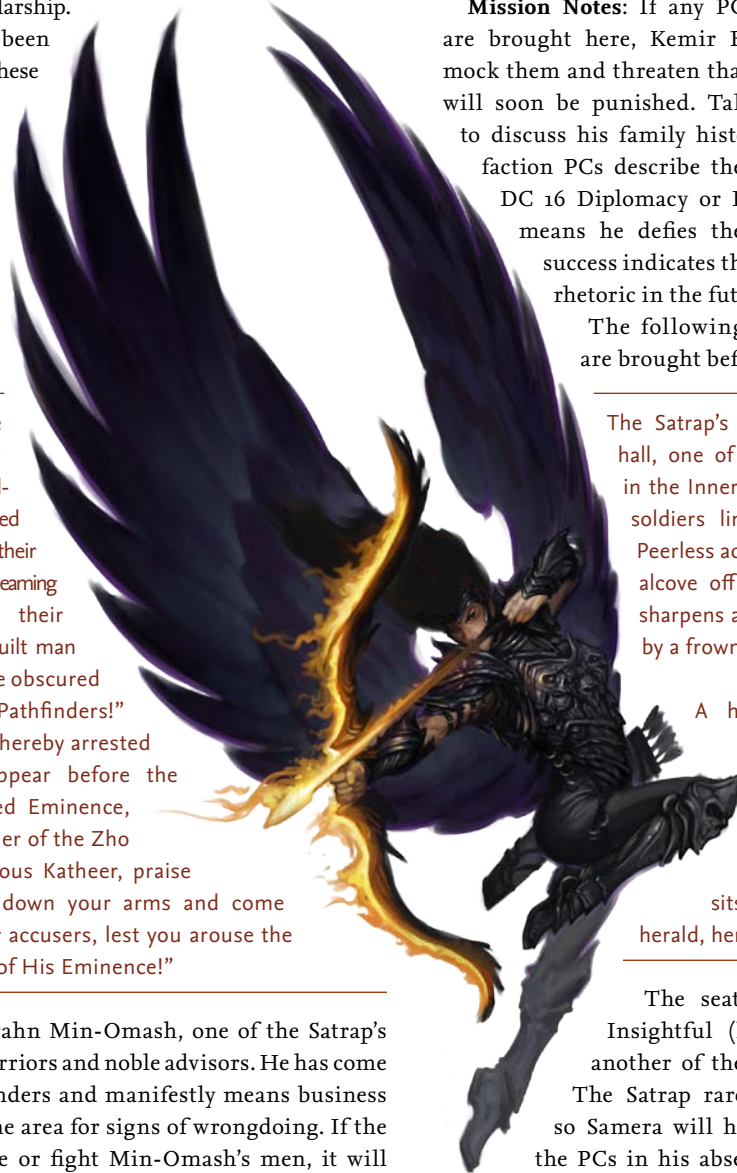 larship.
been
hese
e
l-
ed
their
eaming
their
uilt man
e obscured
Pathfinders!”
hereby arrested
ppear before the
ed Eminence,
er of the Zho
ous Katheer, praise
down your arms and come
r accusers, lest you arouse the
of His Eminence!”
rahn Min-Omash, one of the Satrap’s
rriors and noble advisors. He has come
nders and manifestly means business
he area for signs of wrongdoing. If the
e or fight Min-Omash’s men, it will
Mission Notes: If any PC
are brought here, Kemir
mock them and threaten tha
will soon be punished. Tal
to discuss his family hist
faction PCs describe the
DC 16 Diplomacy or
means he defies the
success indicates th
rhetoric in the fut
The following
are brought bef
The Satrap’s
hall, one of
in the Inner
soldiers lin
Peerless ac
alcove off
sharpens a
by a frown
A h
sits
herald, her
The seat
Insightful (
another of the
The Satrap rare
so Samera will h
the PCs in his abse